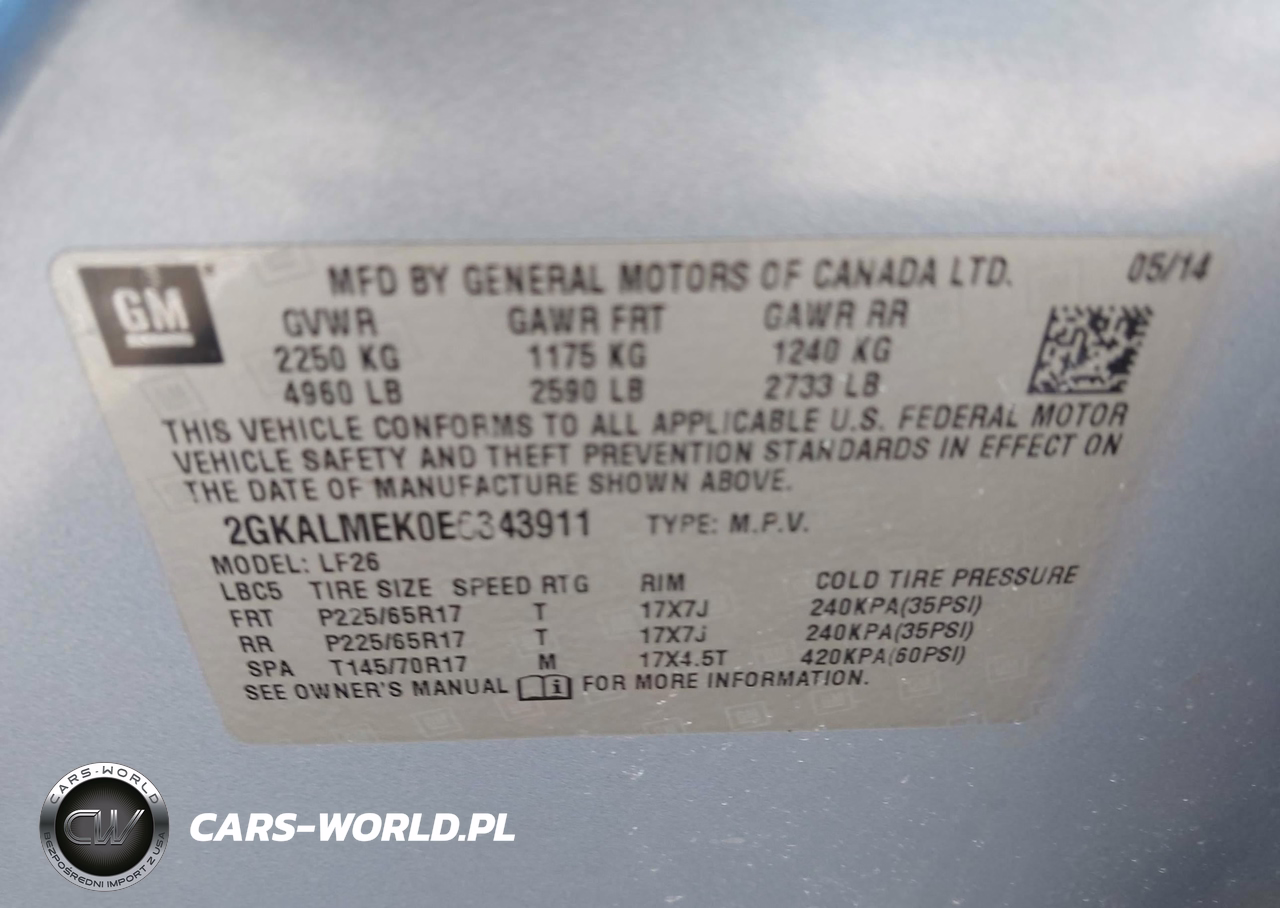 GM
MFD BY GENERAL MOTORS OF CANADA LTD. 05/14
GVWR GAWR FRT GAWR RR
2250 KG 1175 KG 1240 KG
4960 LB 2590 LB 2733 LB
THIS VEHICLE CONFORMS TO ALL APPLICABLE U.S. FEDERAL MOTOR
VEHICLE SAFETY AND THEFT PREVENTION STANDARDS IN EFFECT ON
THE DATE OF MANUFACTURE SHOWN ABOVE.
2GKALMEK0E6343911 TYPE: M.P.V.
MODEL: LF26
LBC5 TIRE SIZE SPEED RTG RIM COLD TIRE PRESSURE
FRT P225/65R17 T 17X7J 240KPA(35PSI)
RR P225/65R17 T 17X7J 240KPA(35PSI)
SPA T145/70R17 M 17X4.5T 420KPA(60PSI)
SEE OWNER'S MANUAL FOR MORE INFORMATION.
CARS-WORLD
CW
BEZPOŚREDNI IMPORT Z USA
CARS-WORLD.PL